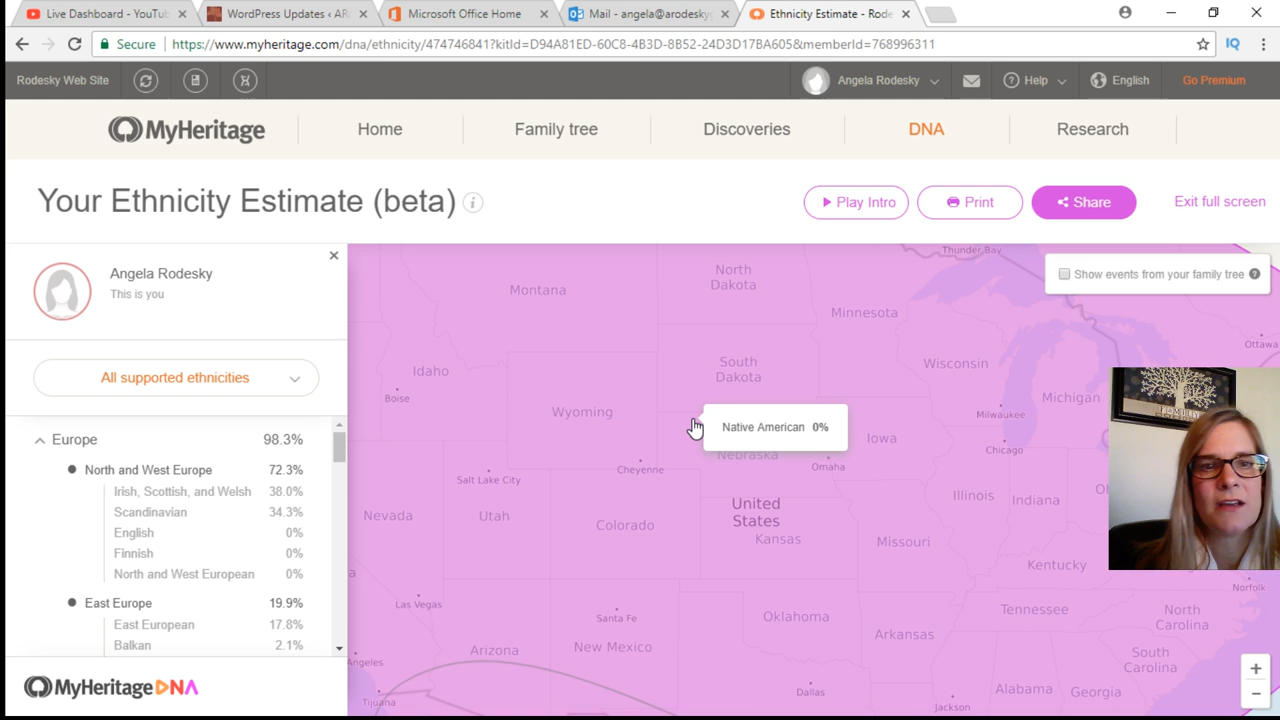 Live Dashboard - YouTu
WordPress Updates ‹ AR
Microsoft Office Home
Mail - angela@arodeskyc
Ethnicity Estimate - Rode
Secure
https://www.myheritage.com/dna/ethnicity/474746841?kitId=D94A81ED-60C8-4B3D-8B52-24D3D17BA605&memberId=768996311
IQ
Rodesky Web Site
Angela Rodesky
Help
English
Go Premium
MyHeritage
Home
Family tree
Discoveries
DNA
Research
Your Ethnicity Estimate (beta)
Play Intro
Print
Share
Exit full screen
Angela Rodesky
This is you
All supported ethnicities
Europe 98.3%
North and West Europe 72.3%
Irish, Scottish, and Welsh 38.0%
Scandinavian 34.3%
English 0%
Finnish 0%
North and West European 0%
East Europe 19.9%
East European 17.8%
Balkan 2.1%
MyHeritage DNA
Show events from your family tree
Thunder Bay
North Dakota
Montana
Minnesota
Ottawa
South Dakota
Wisconsin
Idaho
Boise
Michigan
Wyoming
Milwaukee
Native American 0%
Iowa
Chicago
Nebraska
Omaha
Cheyenne
Salt Lake City
United States
Illinois
Indiana
Nevada
Utah
Colorado
Kansas
Missouri
Kentucky
Norfolk
Las Vegas
Santa Fe
Oklahoma
Tennessee
North Carolina
Arkansas
Arizona
New Mexico
South Carolina
Angeles
Alabama
Georgia
Dallas
Tijuana
Jackson